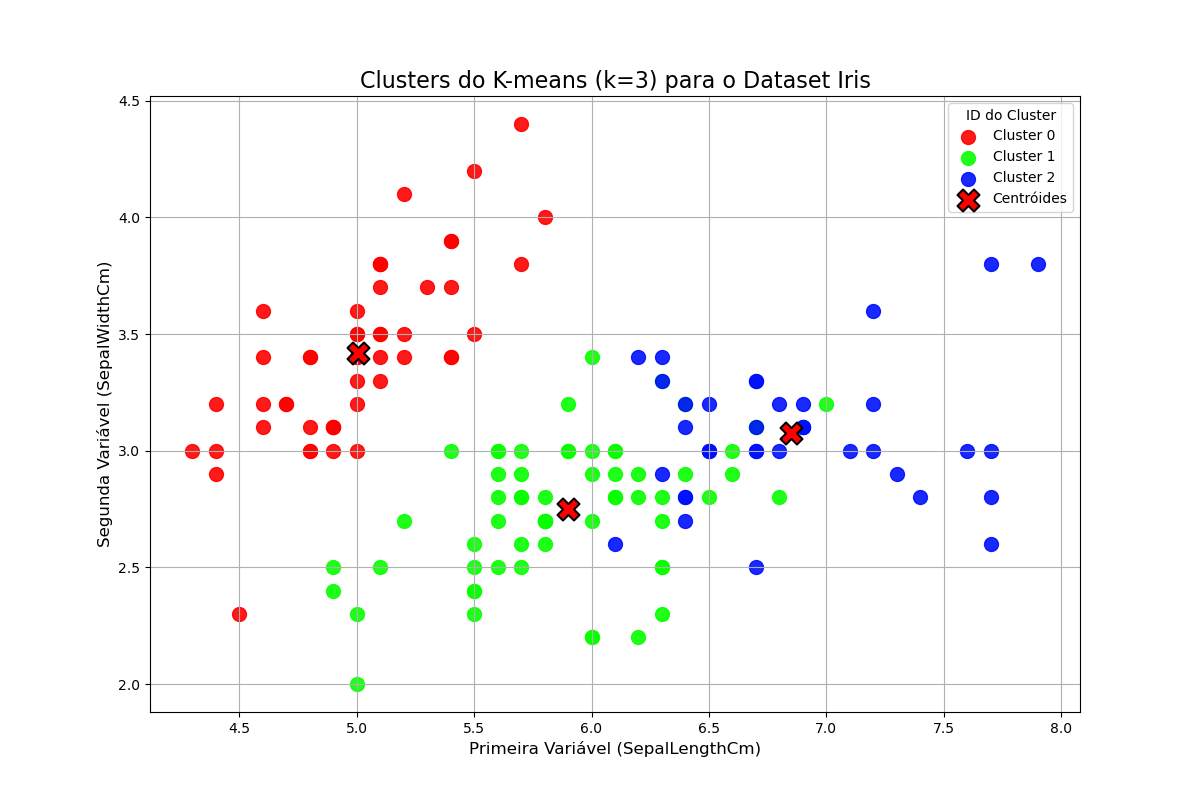 Clusters do K-means (k=3) para o Dataset Iris
ID do Cluster
Cluster 0
Cluster 1
Cluster 2
Centróides
Segunda Variável (SepalWidthCm)
4.5
4.0
3.5
3.0
2.5
2.0
4.5 5.0 5.5 6.0 6.5 7.0 7.5 8.0
Primeira Variável (SepalLengthCm)